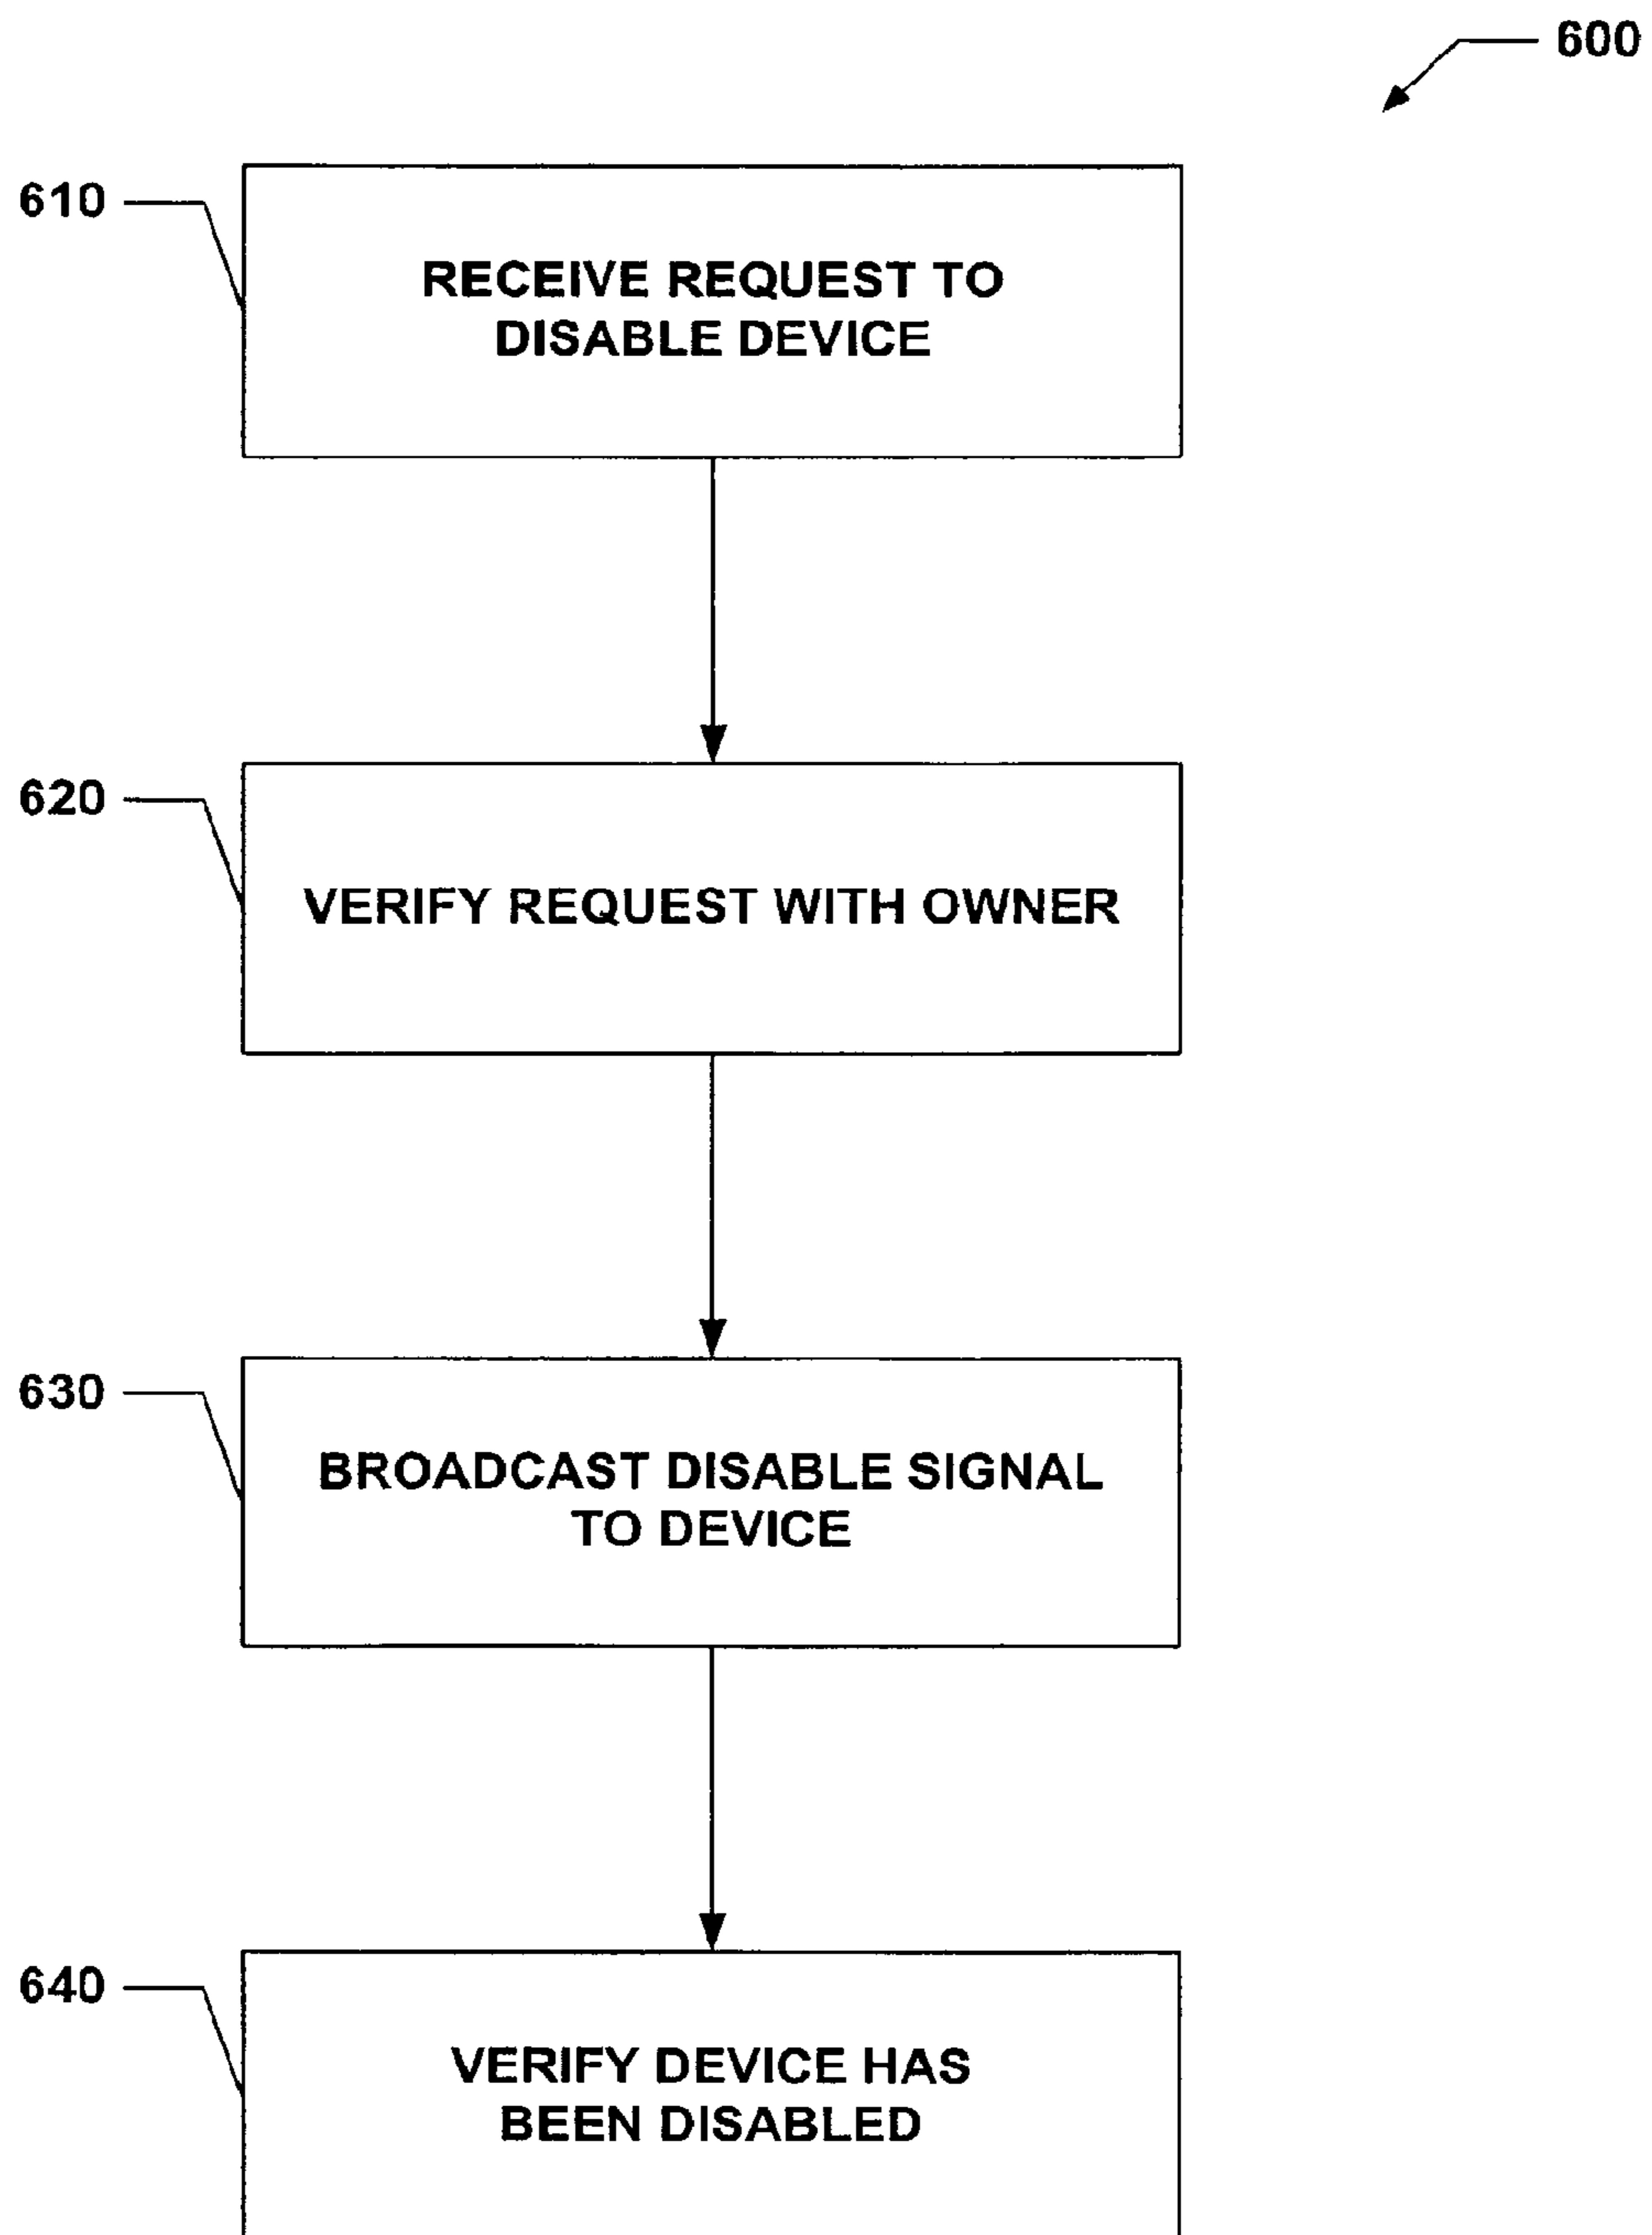 600
610
RECEIVE REQUEST TO
DISABLE DEVICE
620
VERIFY REQUEST WITH OWNER
630
BROADCAST DISABLE SIGNAL
TO DEVICE
640
VERIFY DEVICE HAS
BEEN DISABLED